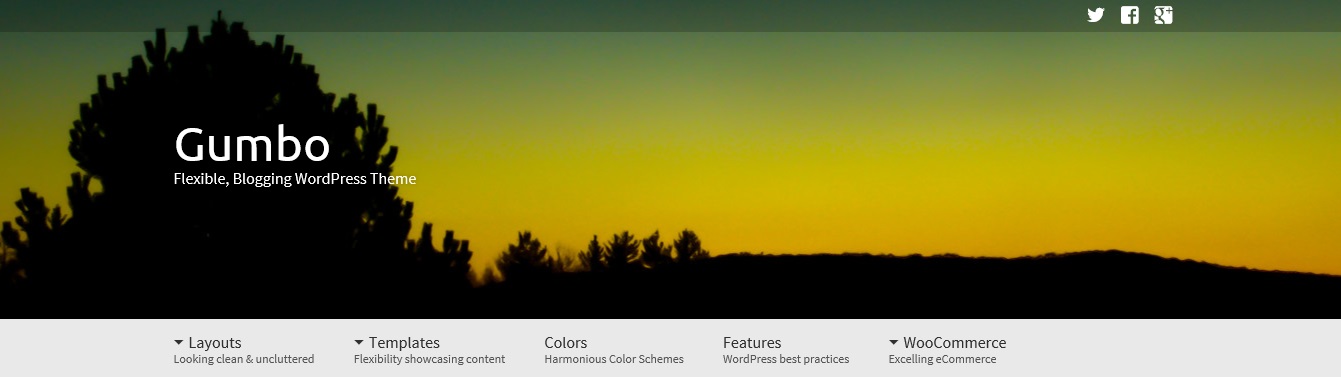 Gumbo
Flexible, Blogging WordPress Theme
Layouts
Looking clean & uncluttered
Templates
Flexibility showcasing content
Colors
Harmonious Color Schemes
Features
WordPress best practices
WooCommerce
Excelling eCommerce